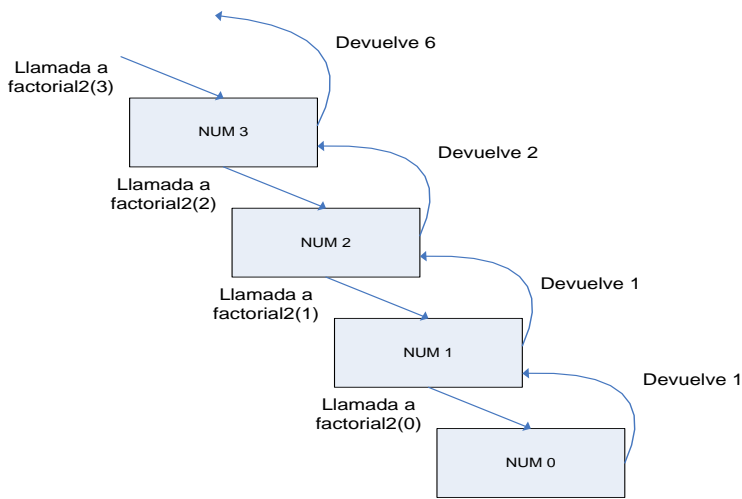 Devuelve 6
Llamada a
factorial2(3)
NUM 3
Devuelve 2
Llamada a
factorial2(2)
NUM 2
Devuelve 1
Llamada a
factorial2(1)
NUM 1
Devuelve 1
Llamada a
factorial2(0)
NUM 0